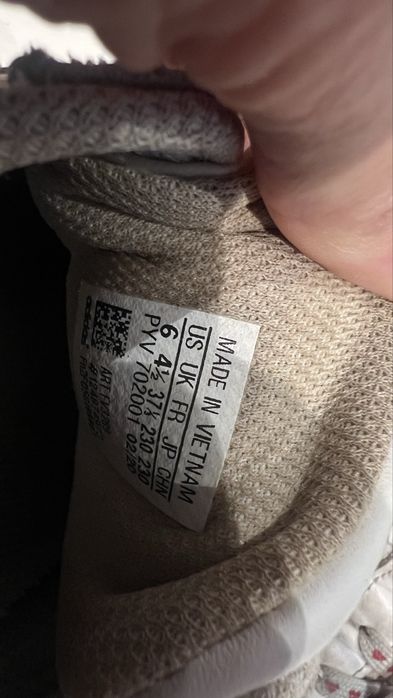 MADE IN VIETNAM
US UK FR JP CHN
6 4½ 37⅓ 230 230
PYV 702001 02/20
adidas